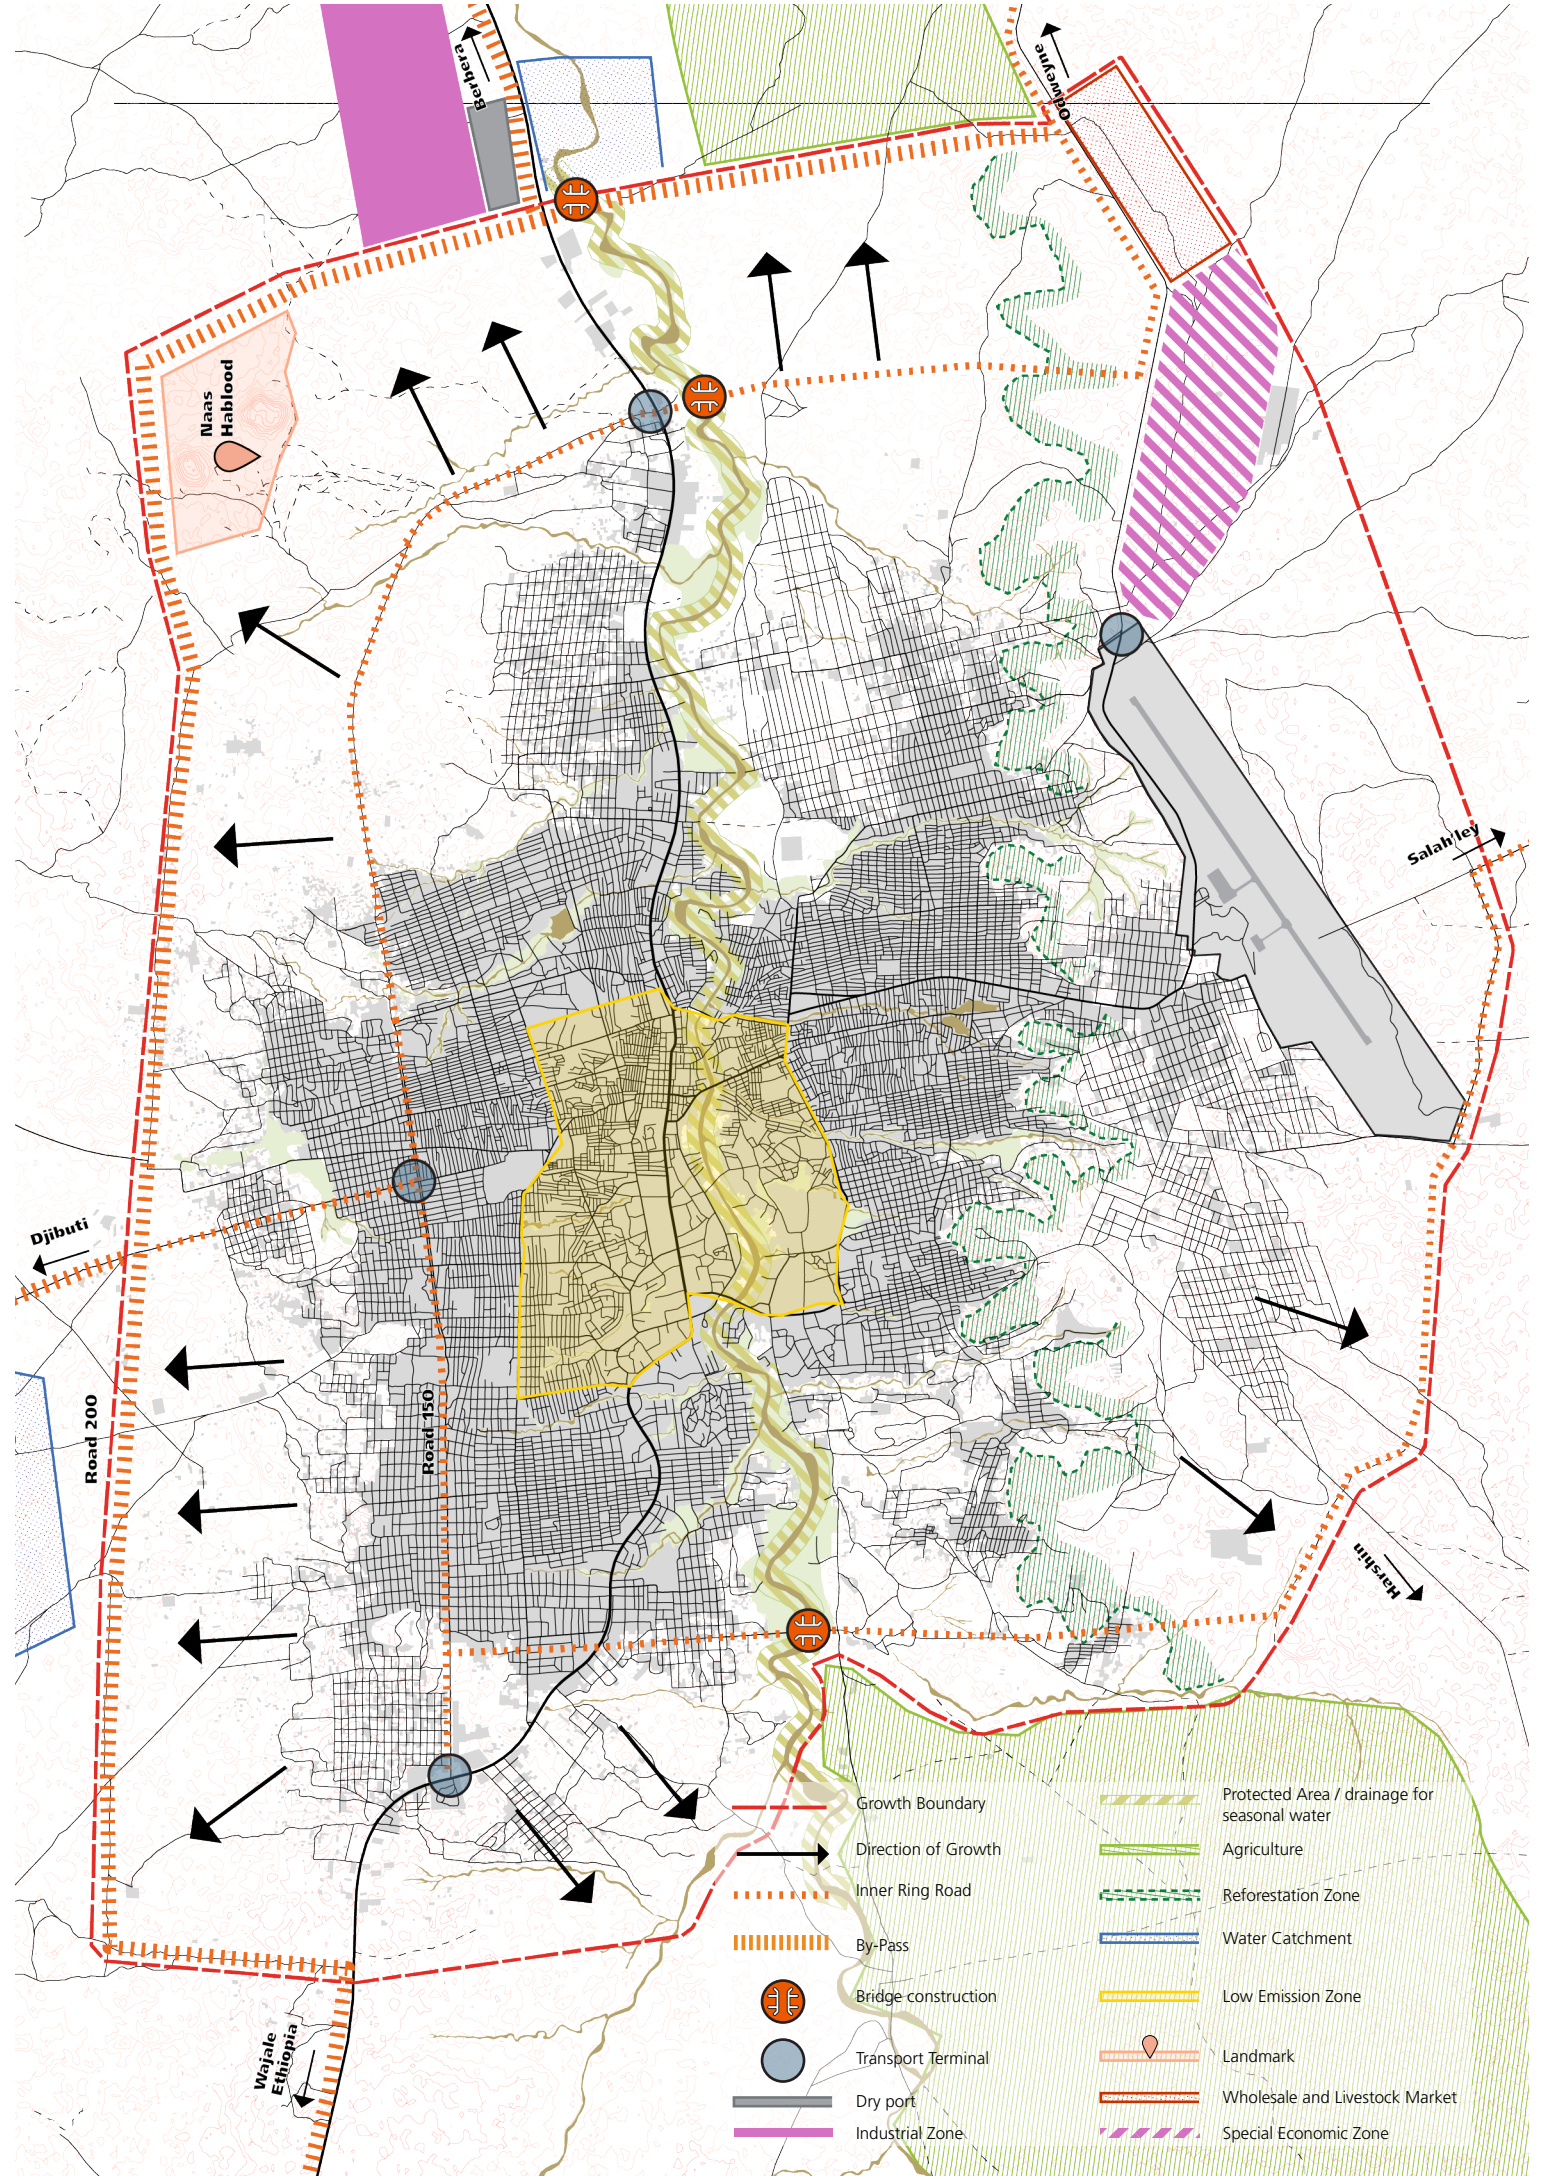 Berbera
Odweyne
Naas
Hablood
Salah'ley
Djibuti
Road 200
Road 150
Harshin
Wajale
Ethiopia
Growth Boundary
Direction of Growth
Inner Ring Road
By-Pass
Bridge construction
Transport Terminal
Dry port
Industrial Zone
Protected Area / drainage for
seasonal water
Agriculture
Reforestation Zone
Water Catchment
Low Emission Zone
Landmark
Wholesale and Livestock Market
Special Economic Zone